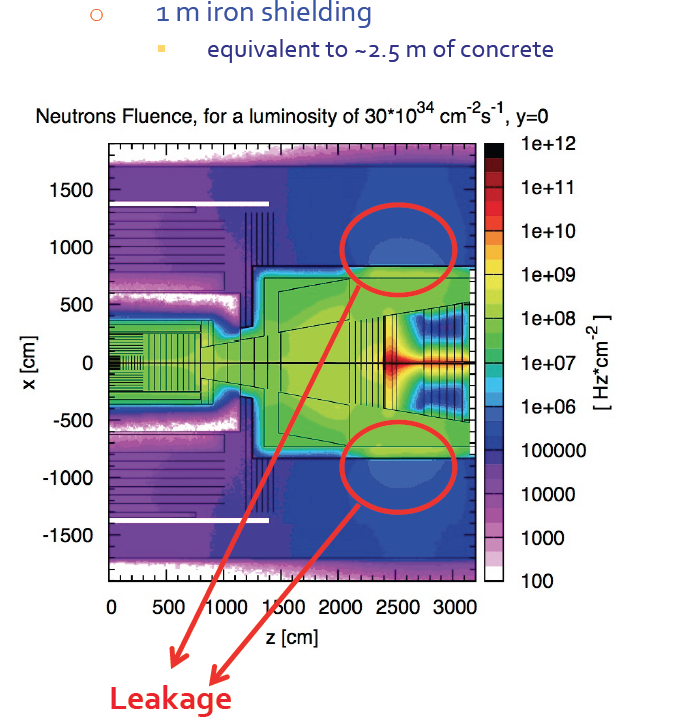 1 m iron shielding
equivalent to ~2.5 m of concrete
Neutrons Fluence, for a luminosity of 30*10^34 cm^-2s^-1, y=0
1e+12
1e+11
1e+10
1e+09
1e+08
1e+07
1e+06
100000
10000
1000
100
[ Hz*cm^-2 ]
x [cm]
1500
1000
500
0
-500
-1000
-1500
0 500 1000 1500 2000 2500 3000
z [cm]
Leakage